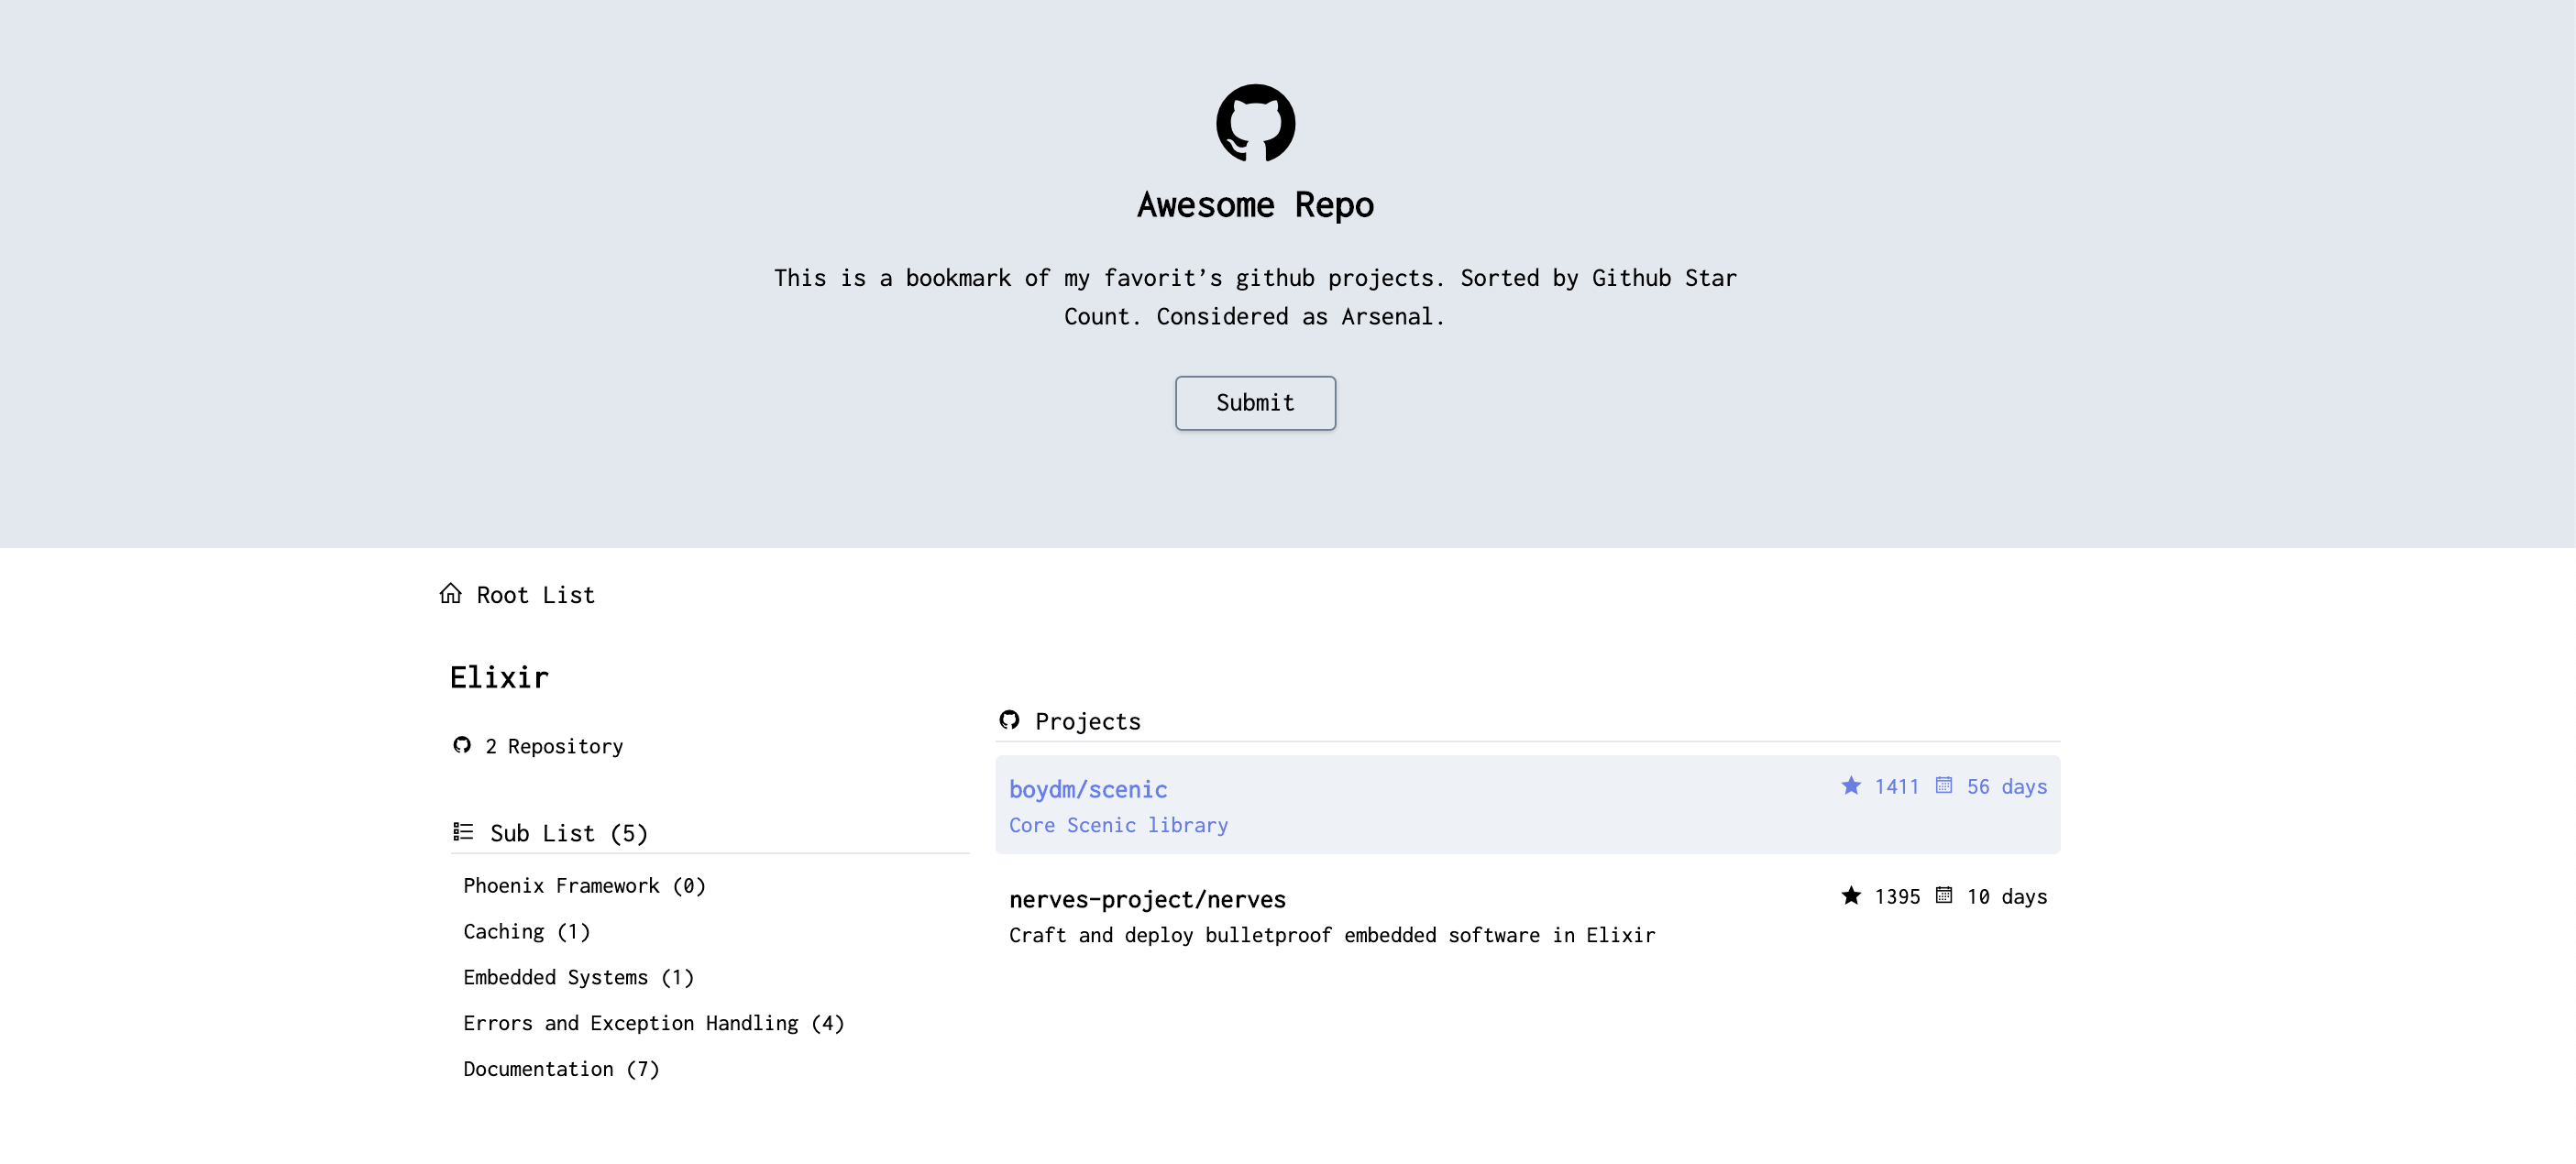 Awesome Repo
This is a bookmark of my favorit’s github projects. Sorted by Github Star
Count. Considered as Arsenal.
Submit
Root List
Elixir
2 Repository
Sub List (5)
Phoenix Framework (0)
Caching (1)
Embedded Systems (1)
Errors and Exception Handling (4)
Documentation (7)
Projects
boydm/scenic
1411 56 days
Core Scenic library
nerves-project/nerves
1395 10 days
Craft and deploy bulletproof embedded software in Elixir